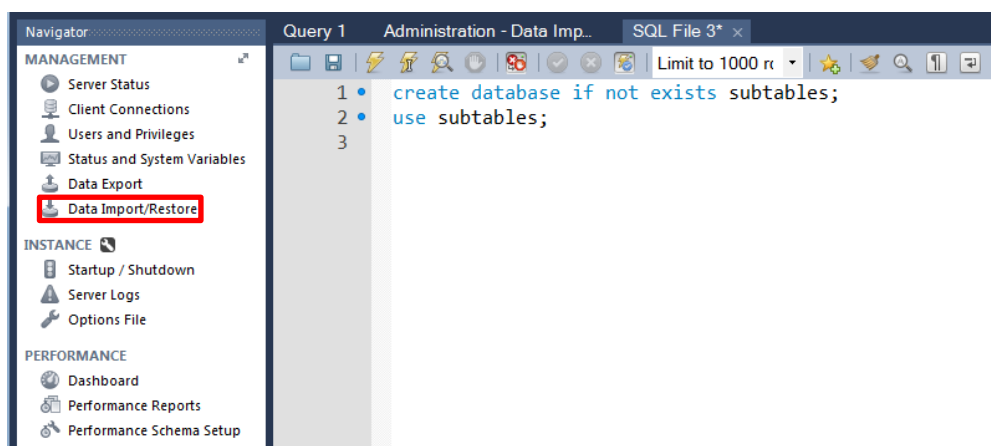 Navigator
MANAGEMENT
Server Status
Client Connections
Users and Privileges
Status and System Variables
Data Export
Data Import/Restore
INSTANCE
Startup / Shutdown
Server Logs
Options File
PERFORMANCE
Dashboard
Performance Reports
Performance Schema Setup
Query 1 Administration - Data Imp... SQL File 3* ×
Limit to 1000 rc
1 create database if not exists subtables;
2 use subtables;
3